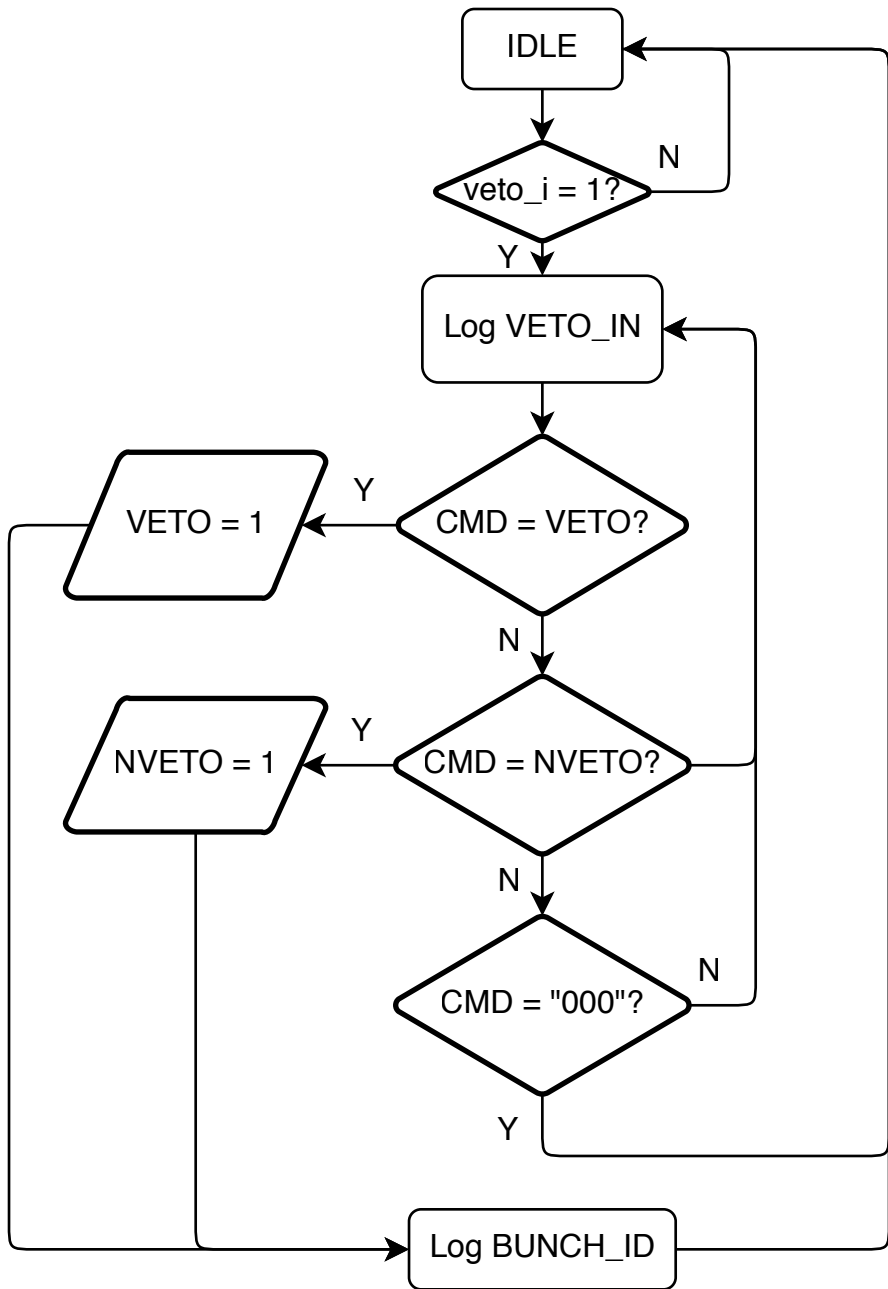 IDLE
N
veto_i = 1?
Y
Log VETO_IN
Y
VETO = 1
CMD = VETO?
N
Y
NVETO = 1
CMD = NVETO?
N
N
CMD = "000"?
Y
Log BUNCH_ID